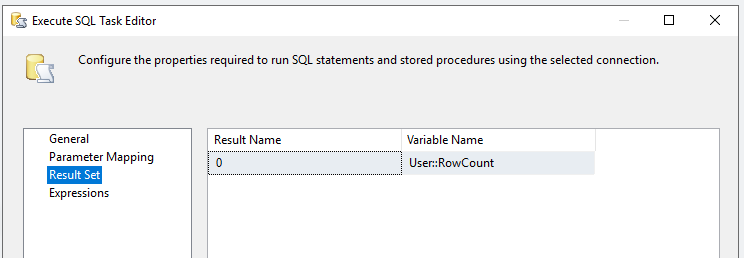 Execute SQL Task Editor
Configure the properties required to run SQL statements and stored procedures using the selected connection.
General
Parameter Mapping
Result Set
Expressions
Result Name Variable Name
0 User::RowCount